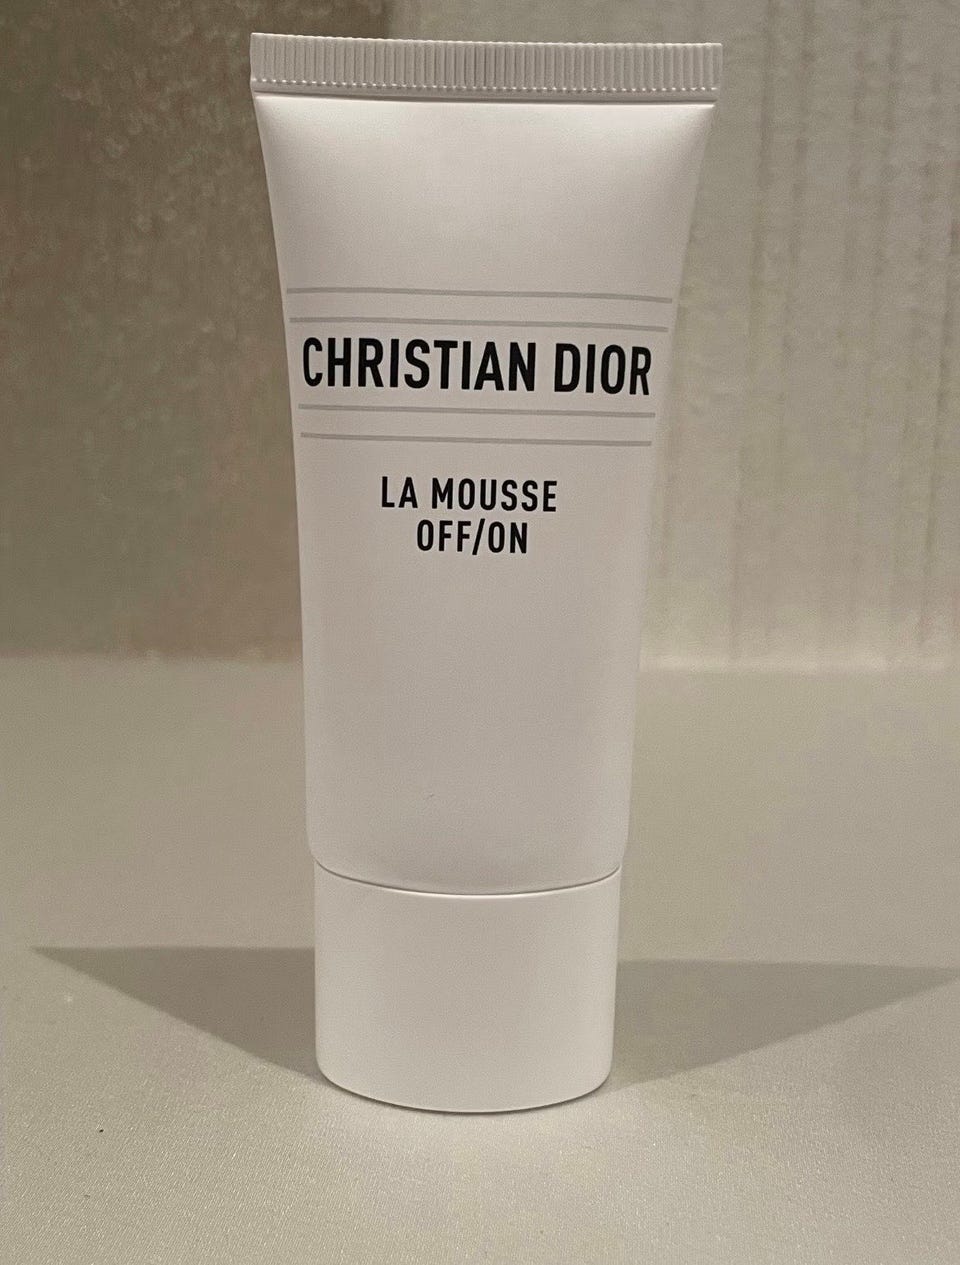 CHRISTIAN DIOR
LA MOUSSE
OFF/ON